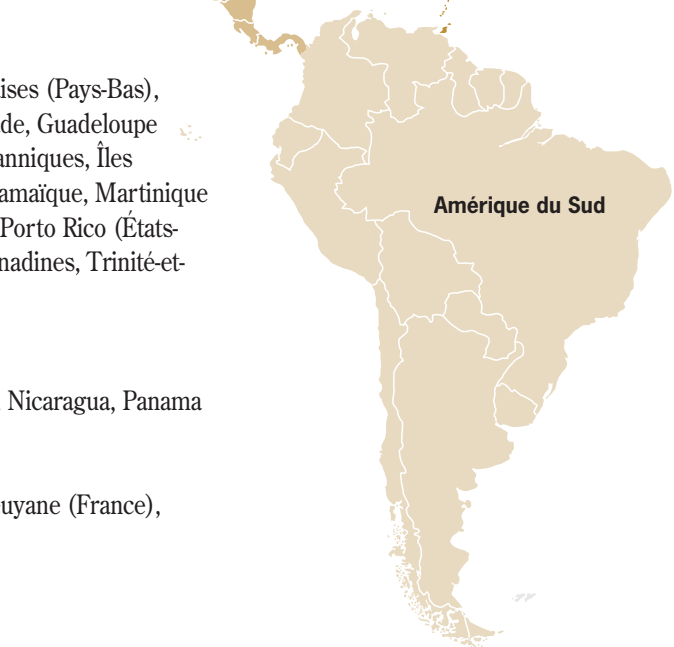 ises (Pays-Bas),
de, Guadeloupe
anniques, Îles
amaïque, Martinique
Porto Rico (États-
nadines, Trinité-et-
Amérique du Sud
Nicaragua, Panama
uyane (France),